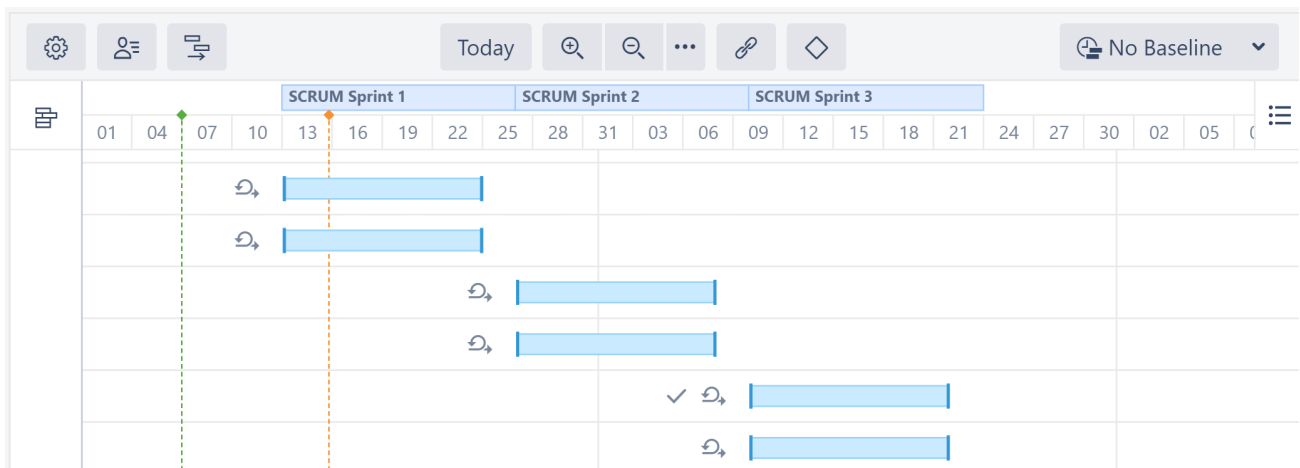 Today ••• No Baseline
SCRUM Sprint 1 SCRUM Sprint 2 SCRUM Sprint 3
01 04 07 10 13 16 19 22 25 28 31 03 06 09 12 15 18 21 24 27 30 02 05